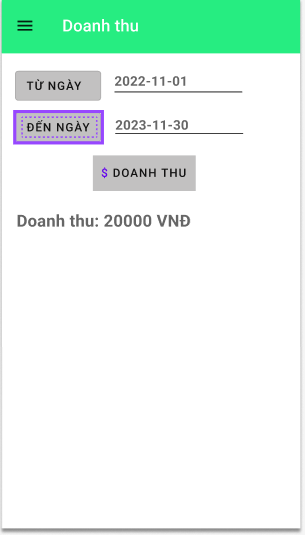 Doanh thu
TỪ NGÀY 2022-11-01
ĐẾN NGÀY 2023-11-30
$ DOANH THU
Doanh thu: 20000 VNĐ